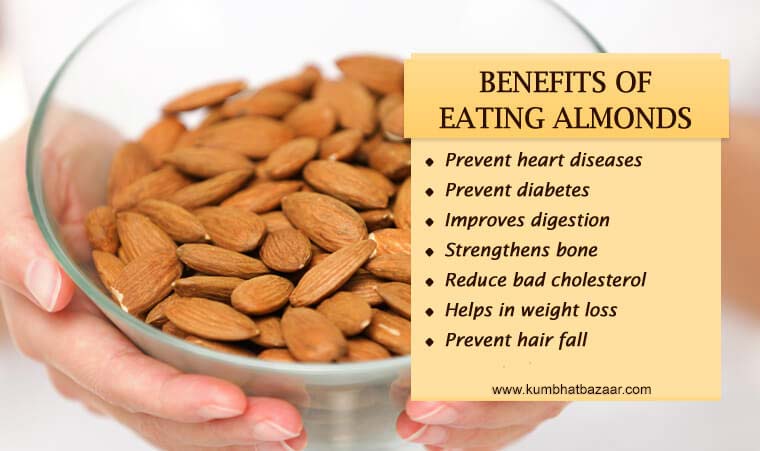 BENEFITS OF
EATING ALMONDS
Prevent heart diseases
Prevent diabetes
Improves digestion
Strengthens bone
Reduce bad cholesterol
Helps in weight loss
Prevent hair fall
www.kumbhatbazaar.com